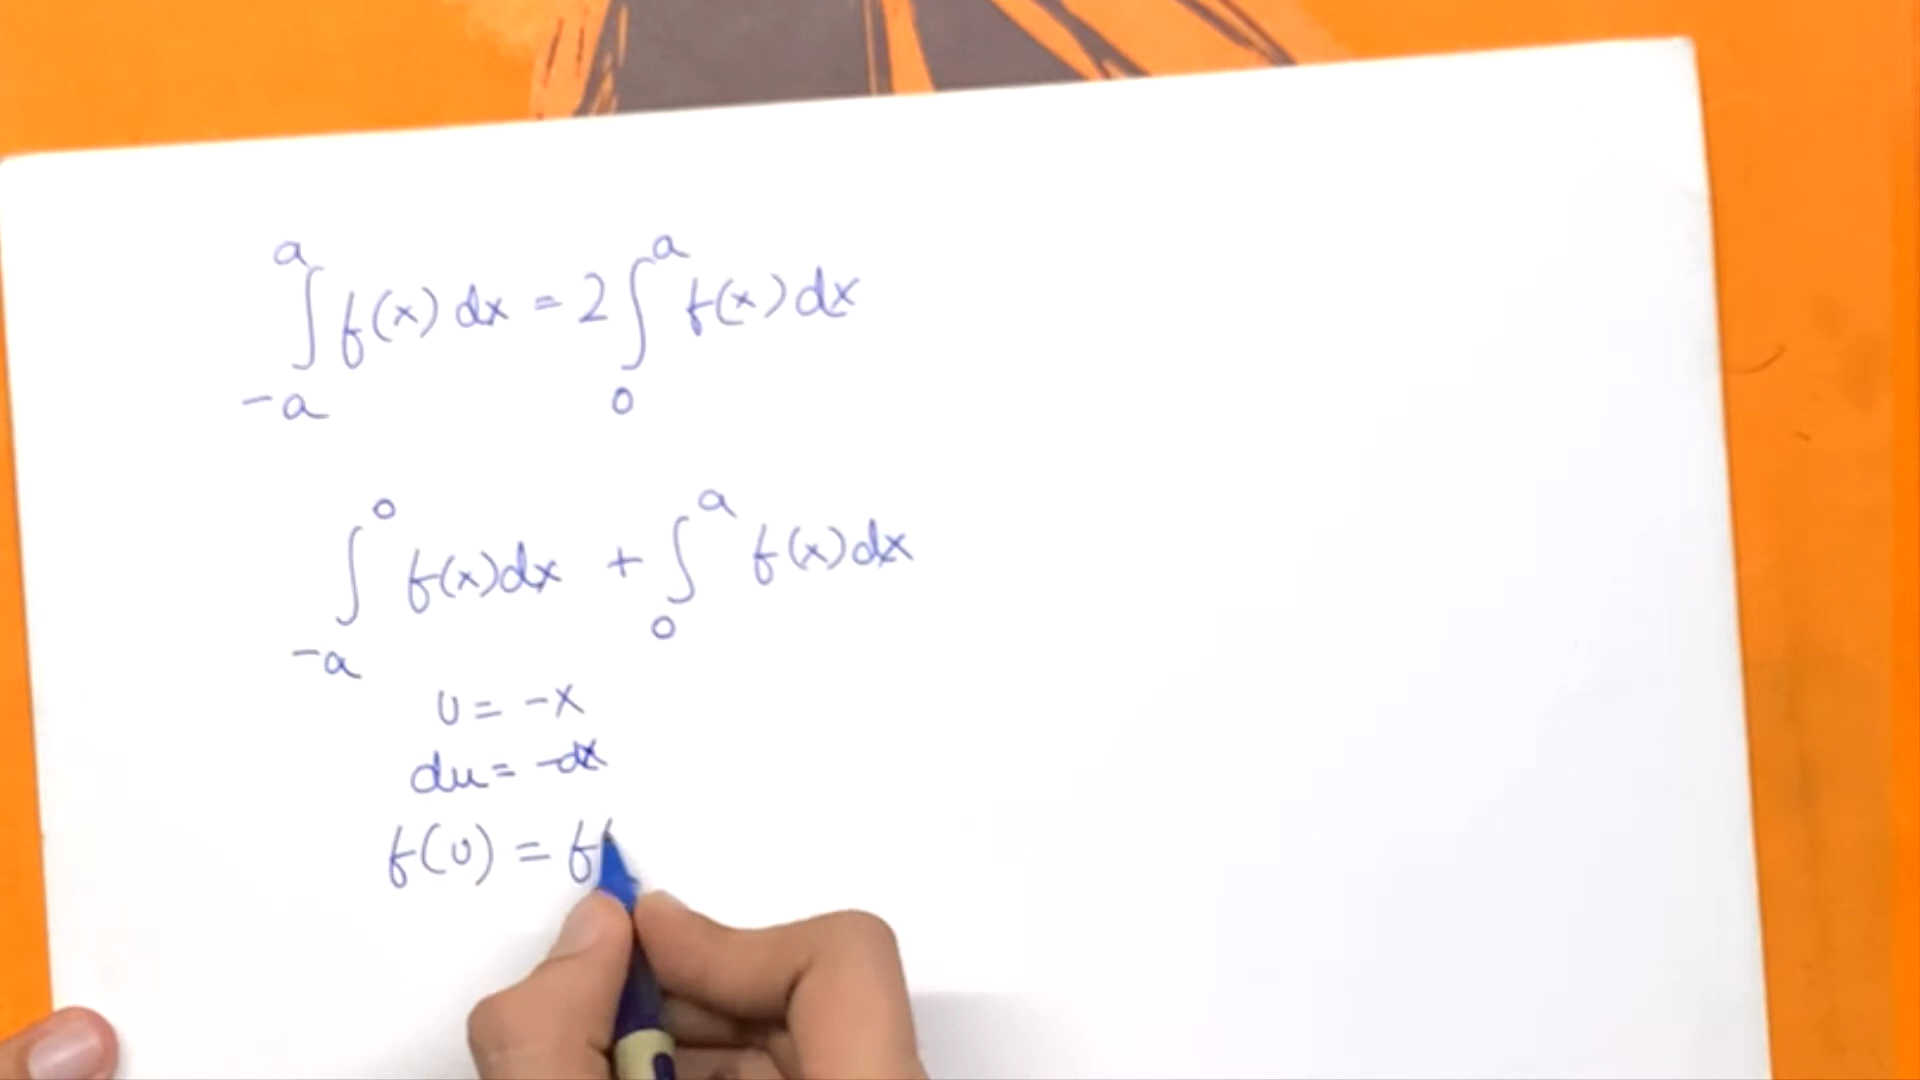 ∫_{-a}^{a} f(x) dx = 2 ∫_{0}^{a} f(x) dx
∫_{-a}^{0} f(x) dx + ∫_{0}^{a} f(x) dx
u = -x
du = -dx
f(u) = f(